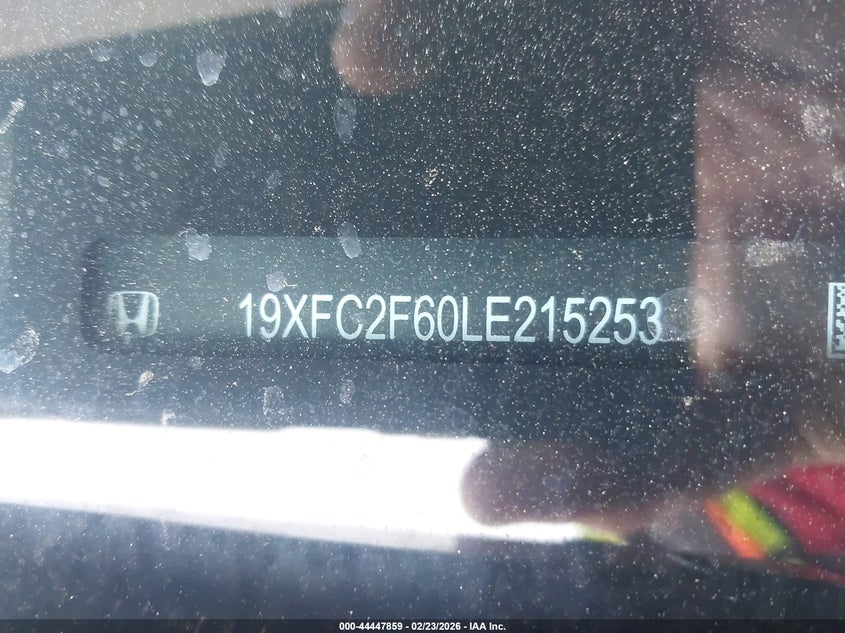 19XFC2F60LE215253
000-44447859 - 02/23/2026 - IAA Inc.